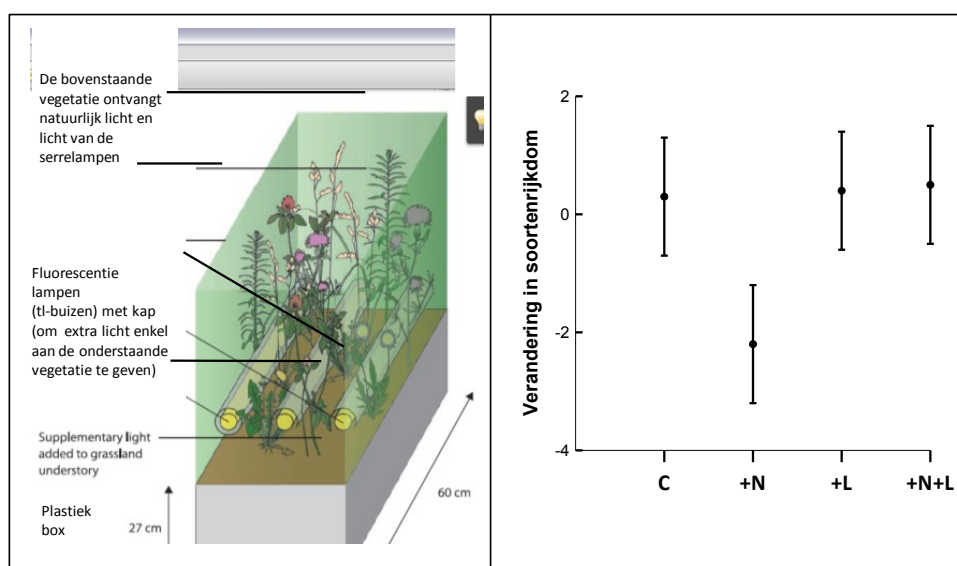 De bovenstaande
vegetatie ontvangt
natuurlijk licht en
licht van de
serrelampen
Fluorescentie
lampen
(tl-buizen) met kap
(om extra licht enkel
aan de onderstaande
vegetatie te geven)
Supplementary light
added to grassland
understory
Plastiek
box
27 cm
60 cm
Verandering in soortenrijkdom
2
0
-2
-4
C
+N
+L
+N+L